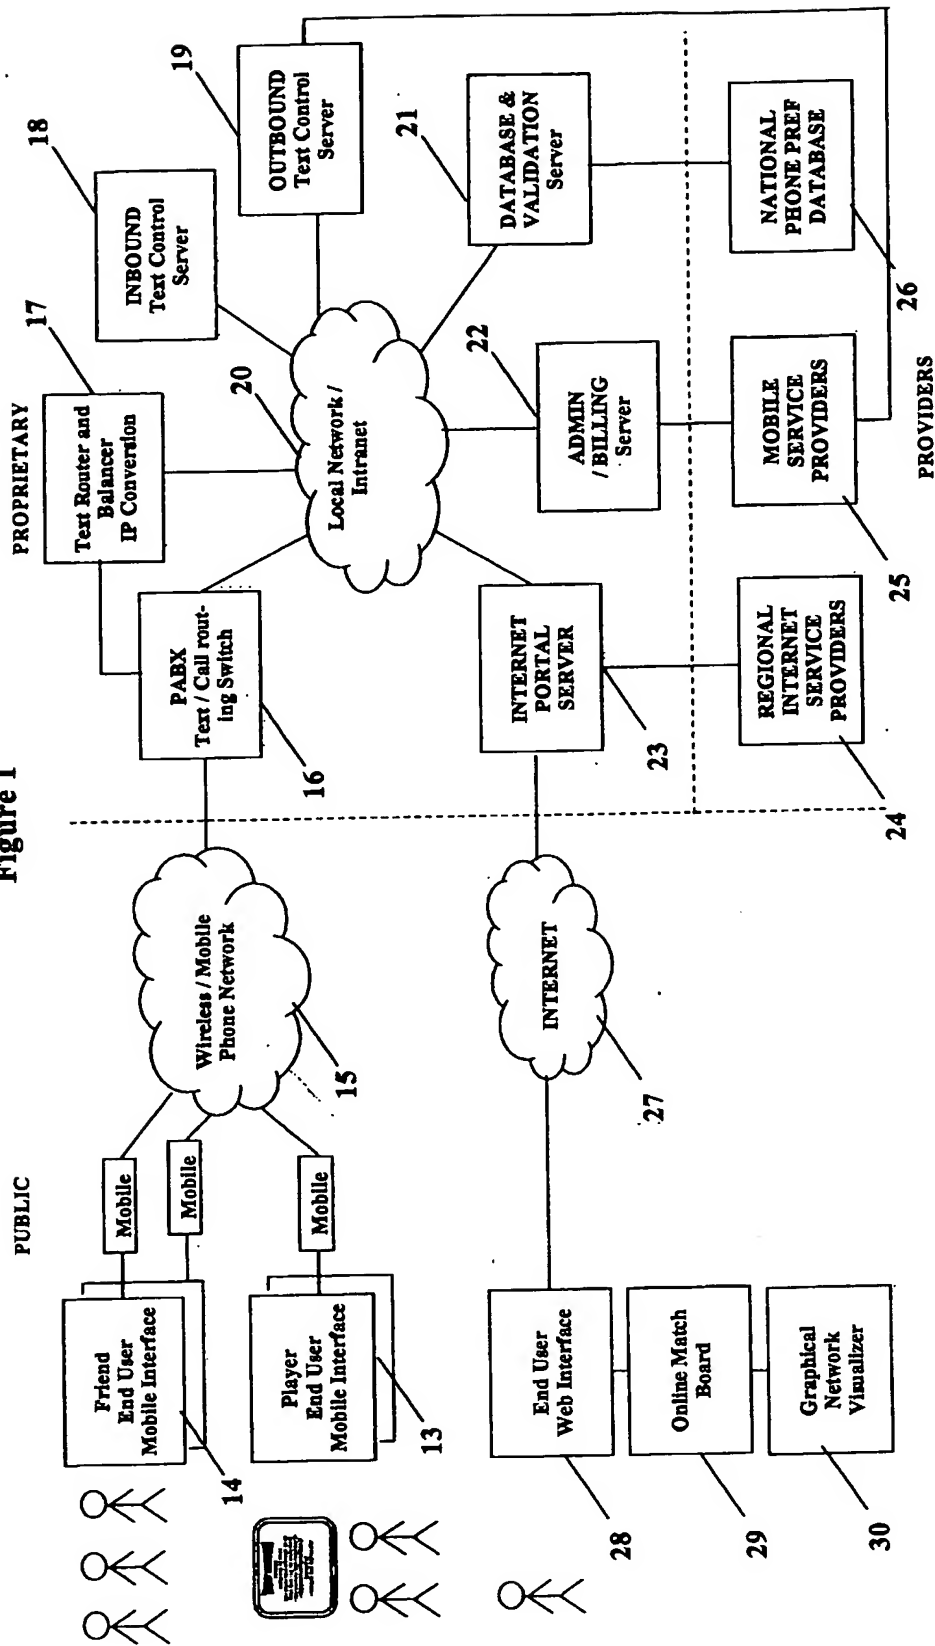 Figure 1
PUBLIC
PROPRIETARY
Friend
End User
Mobile Interface
14
Mobile
Mobile
Player
End User
Mobile Interface
13
Mobile
Wireless / Mobile
Phone Network
15
PABX
Text / Call rout-
ing Switch
16
Text Router and
Balancer
IP Conversion
17
INBOUND
Text Control
Server
18
OUTBOUND
Text Control
Server
19
Local Network /
Intranet
20
DATABASE &
VALIDATION
Server
21
ADMIN
/ BILLING
Server
22
INTERNET
PORTAL
SERVER
23
REGIONAL
INTERNET
SERVICE
PROVIDERS
24
MOBILE
SERVICE
PROVIDERS
25
NATIONAL
PHONE PREF
DATABASE
26
PROVIDERS
INTERNET
27
End User
Web Interface
28
Online Match
Board
29
Graphical
Network
Visualizer
30